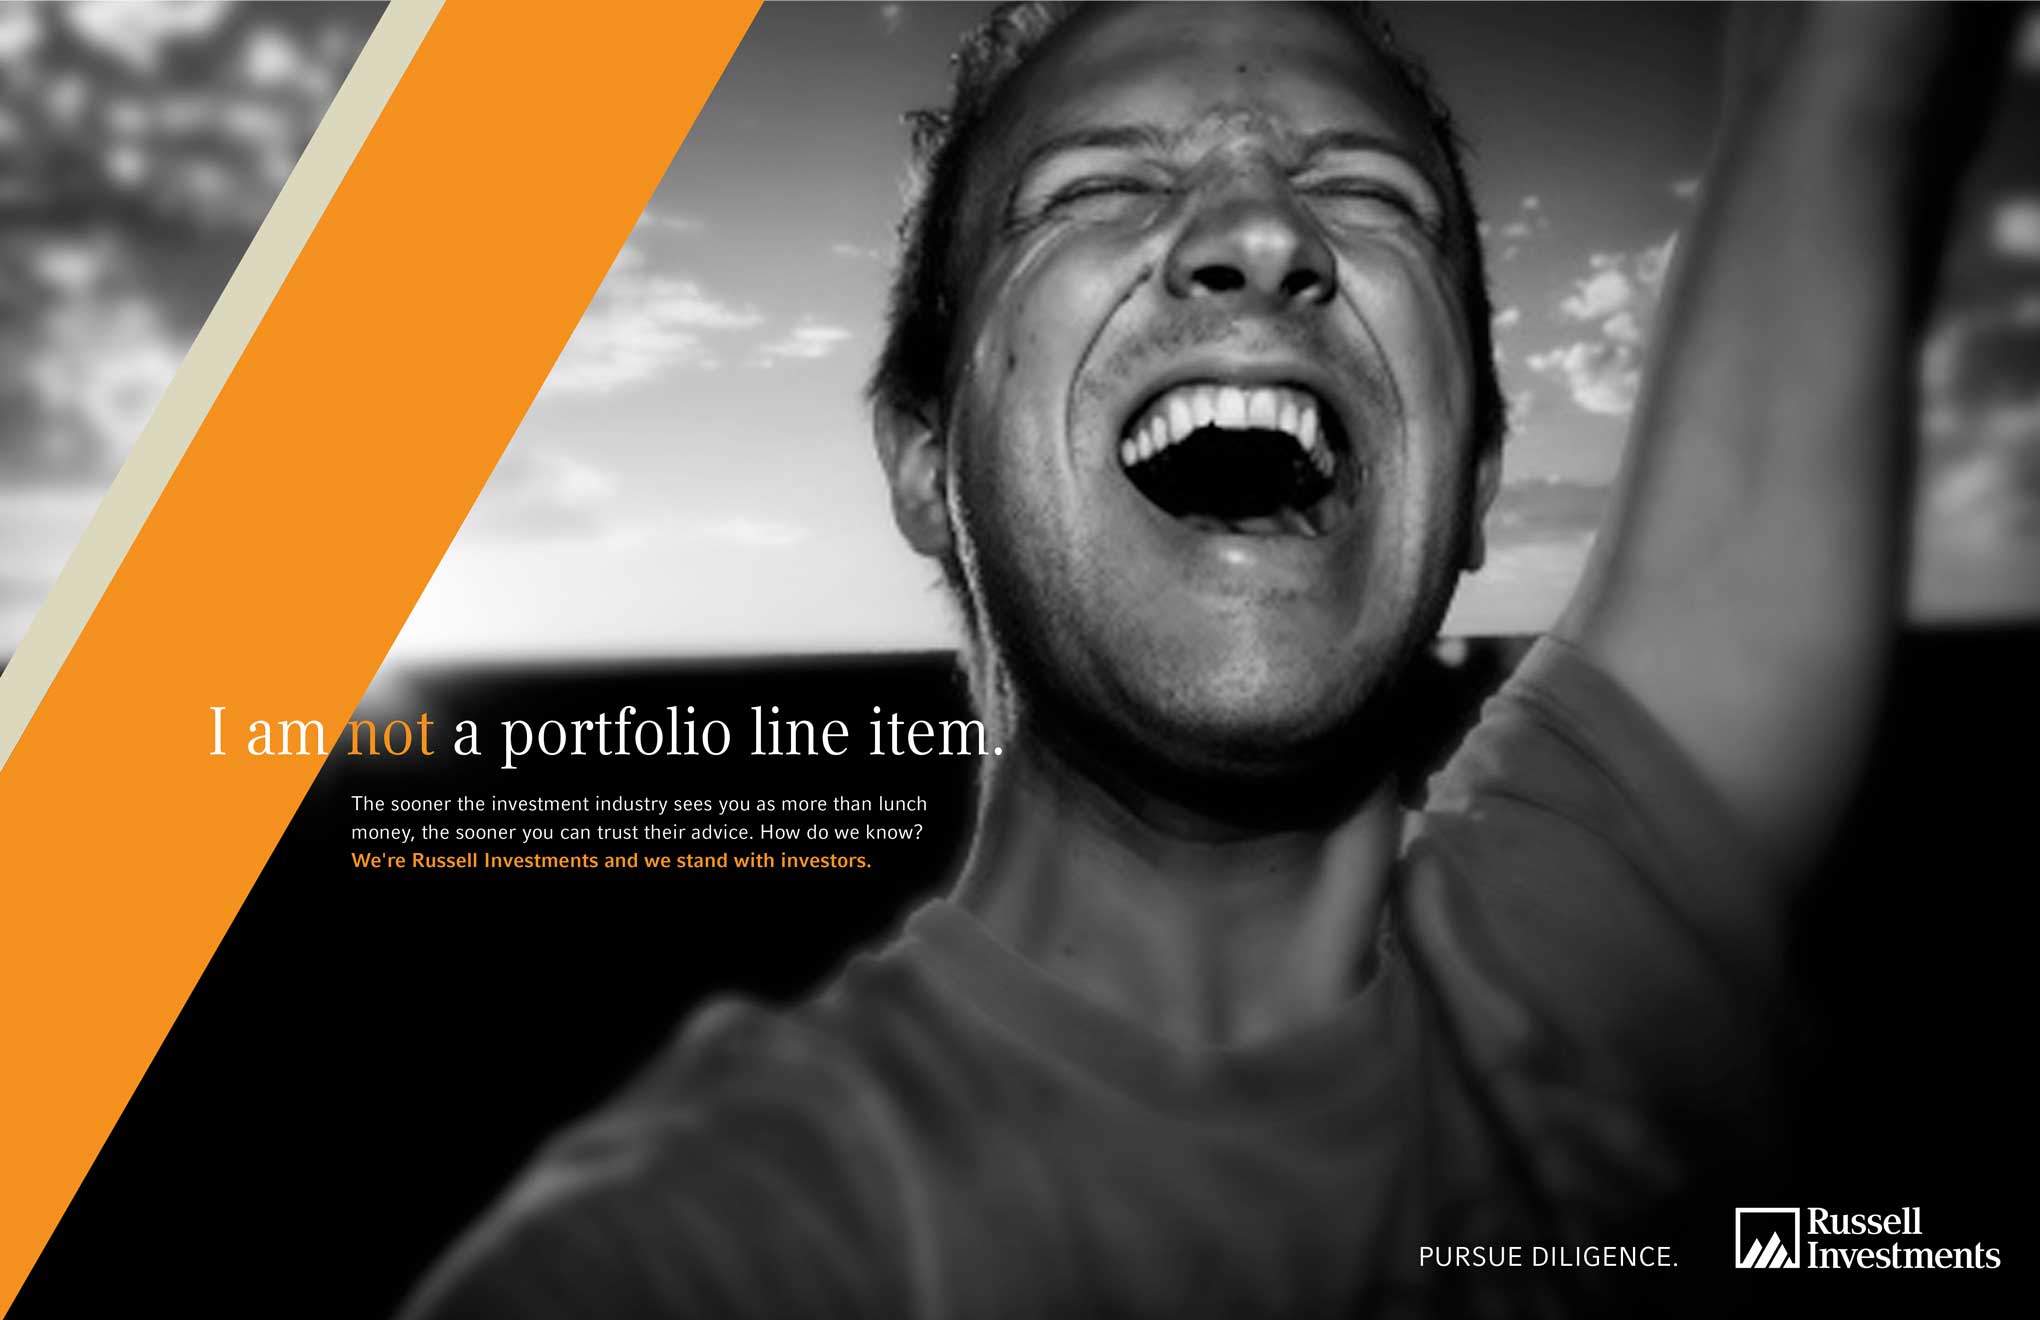 I am not a portfolio line item.
The sooner the investment industry sees you as more than lunch
money, the sooner you can trust their advice. How do we know?
We're Russell Investments and we stand with investors.
PURSUE DILIGENCE.
Russell
Investments